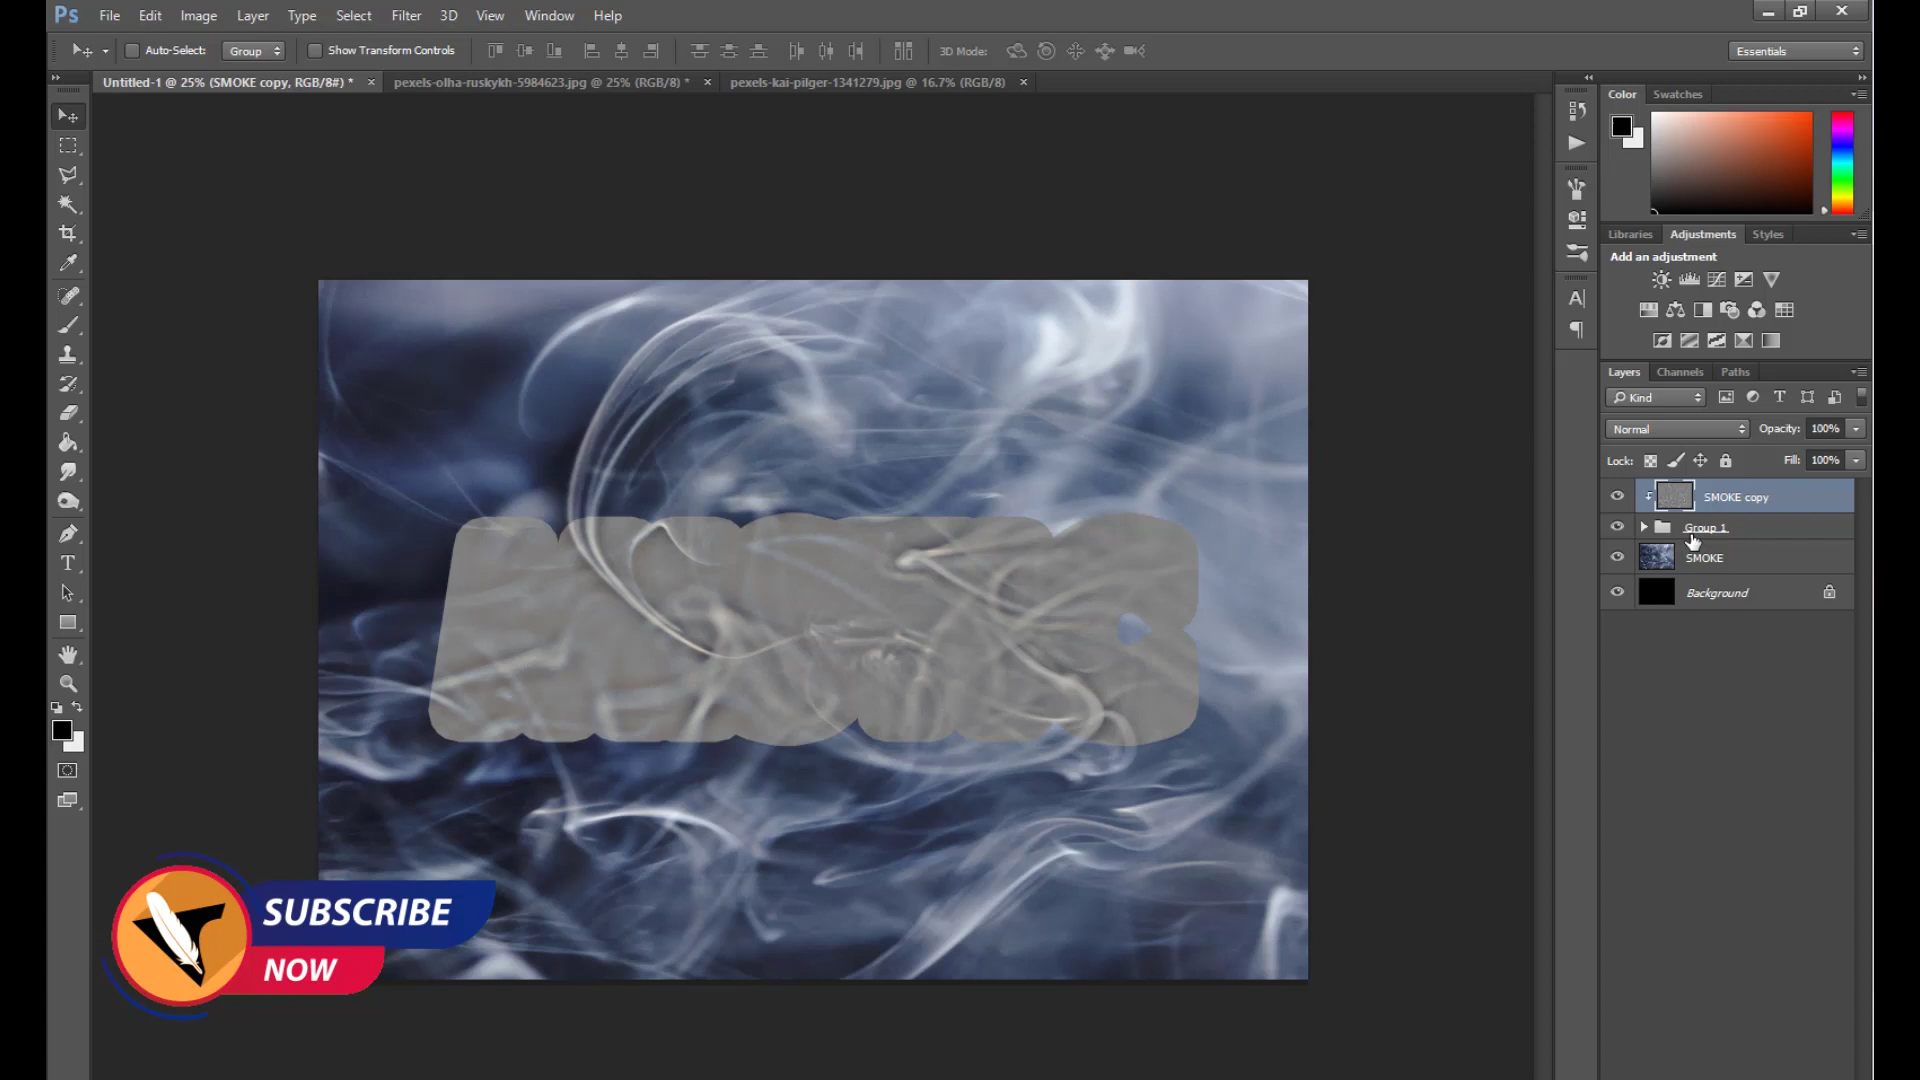 Ps File Edit Image Layer Type Select Filter 3D View Window Help
Auto-Select: Group Show Transform Controls 3D Mode: Essentials
Untitled-1 @ 25% (SMOKE copy, RGB/8#) * × pexels-olha-ruskykh-5984623.jpg @ 25% (RGB/8) * × pexels-kai-pilger-1341279.jpg @ 16.7% (RGB/8) ×
Color Swatches
Libraries Adjustments Styles
Add an adjustment
Layers Channels Paths
Kind
Normal Opacity: 100%
Lock: Fill: 100%
SMOKE copy
Group 1
SMOKE
Background
SUBSCRIBE
NOW